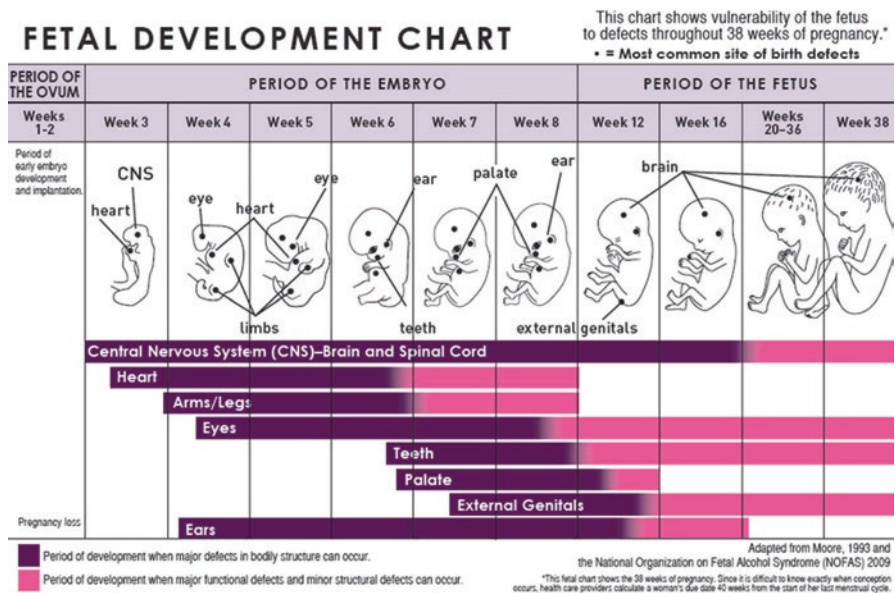 FETAL DEVELOPMENT CHART
This chart shows vulnerability of the fetus
to defects throughout 38 weeks of pregnancy.*
• = Most common site of birth defects
PERIOD OF
THE OVUM
PERIOD OF THE EMBRYO
PERIOD OF THE FETUS
Weeks
1-2
Week 3
Week 4
Week 5
Week 6
Week 7
Week 8
Week 12
Week 16
Weeks
20–36
Week 38
Period of
early embryo
development
and implantation.
CNS
heart
eye
heart
eye
limbs
ear
teeth
palate
ear
external genitals
brain
Central Nervous System (CNS)–Brain and Spinal Cord
Heart
Arms/Legs
Eyes
Teeth
Palate
External Genitals
Pregnancy loss
Ears
Period of development when major defects in bodily structure can occur.
Period of development when major functional defects and minor structural defects can occur.
Adapted from Moore, 1993 and
the National Organization on Fetal Alcohol Syndrome (NOFAS) 2009
*This fetal chart shows the 38 weeks of pregnancy. Since it is difficult to know exactly when conception
occurs, health care providers calculate a woman's due date 40 weeks from the start of her last menstrual cycle.